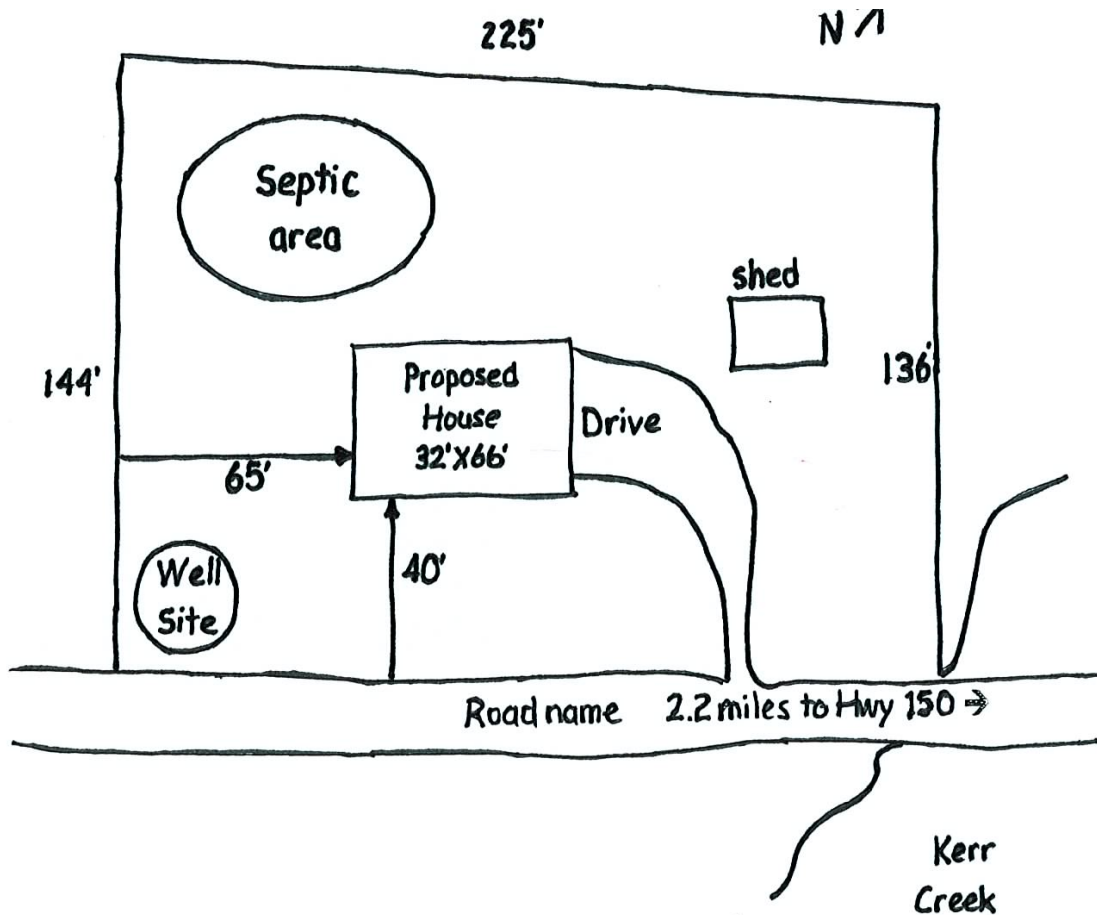 225'
N
Septic
area
shed
144'
Proposed
House
32'X66'
Drive
136'
65'
40'
Well
Site
Road name 2.2 miles to Hwy 150 →
Kerr
Creek